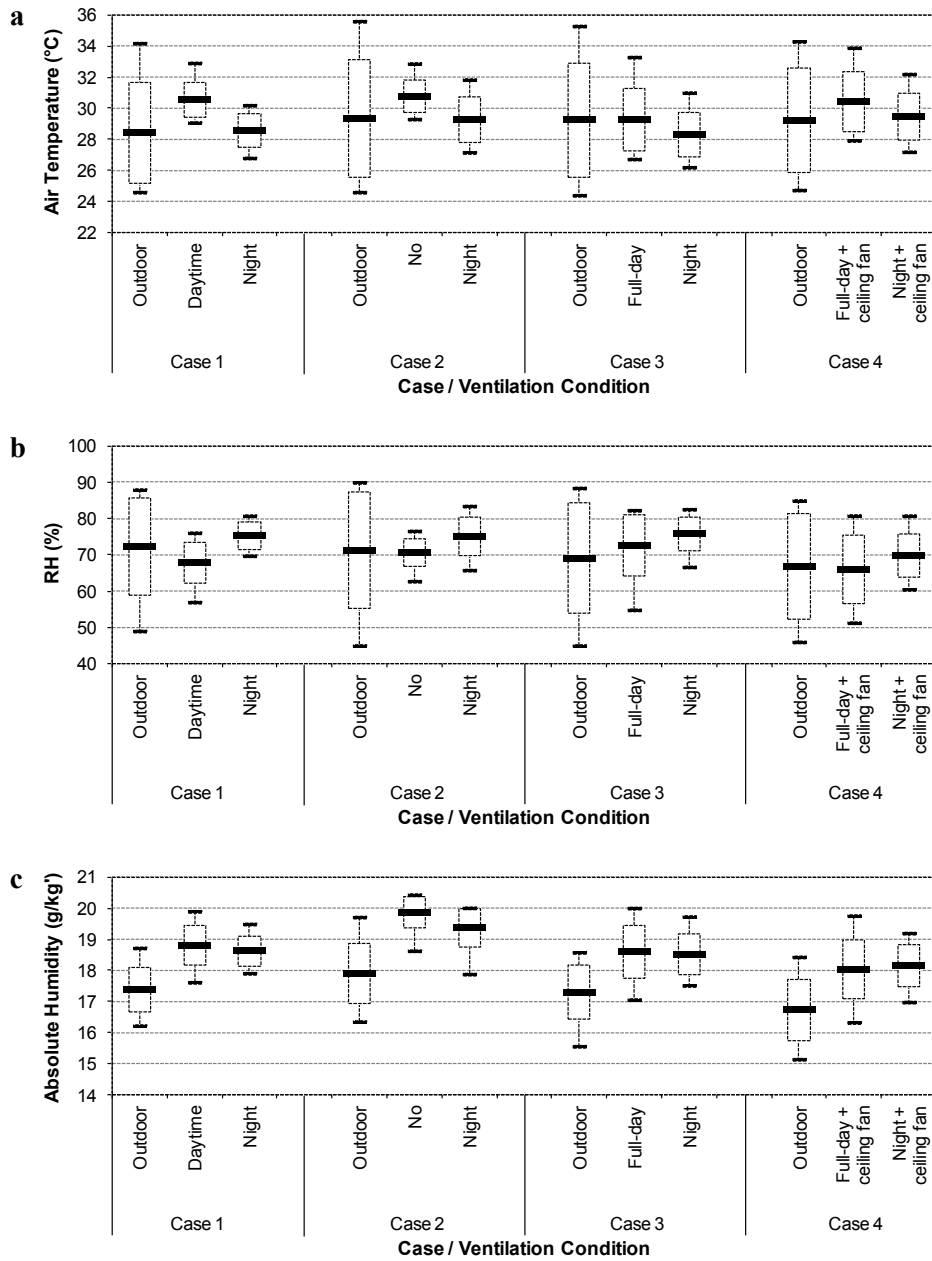 a
Air Temperature (°C)
36
34
32
30
28
26
24
22
Outdoor
Daytime
Night
Outdoor
No
Night
Outdoor
Full-day
Night
Outdoor
Full-day +
ceiling fan
Night +
ceiling fan
Case 1
Case 2
Case 3
Case 4
Case / Ventilation Condition
b
RH (%)
100
90
80
70
60
50
40
Outdoor
Daytime
Night
Outdoor
No
Night
Outdoor
Full-day
Night
Outdoor
Full-day +
ceiling fan
Night +
ceiling fan
Case 1
Case 2
Case 3
Case 4
Case / Ventilation Condition
c
Absolute Humidity (g/kg')
21
20
19
18
17
16
15
14
Outdoor
Daytime
Night
Outdoor
No
Night
Outdoor
Full-day
Night
Outdoor
Full-day +
ceiling fan
Night +
ceiling fan
Case 1
Case 2
Case 3
Case 4
Case / Ventilation Condition